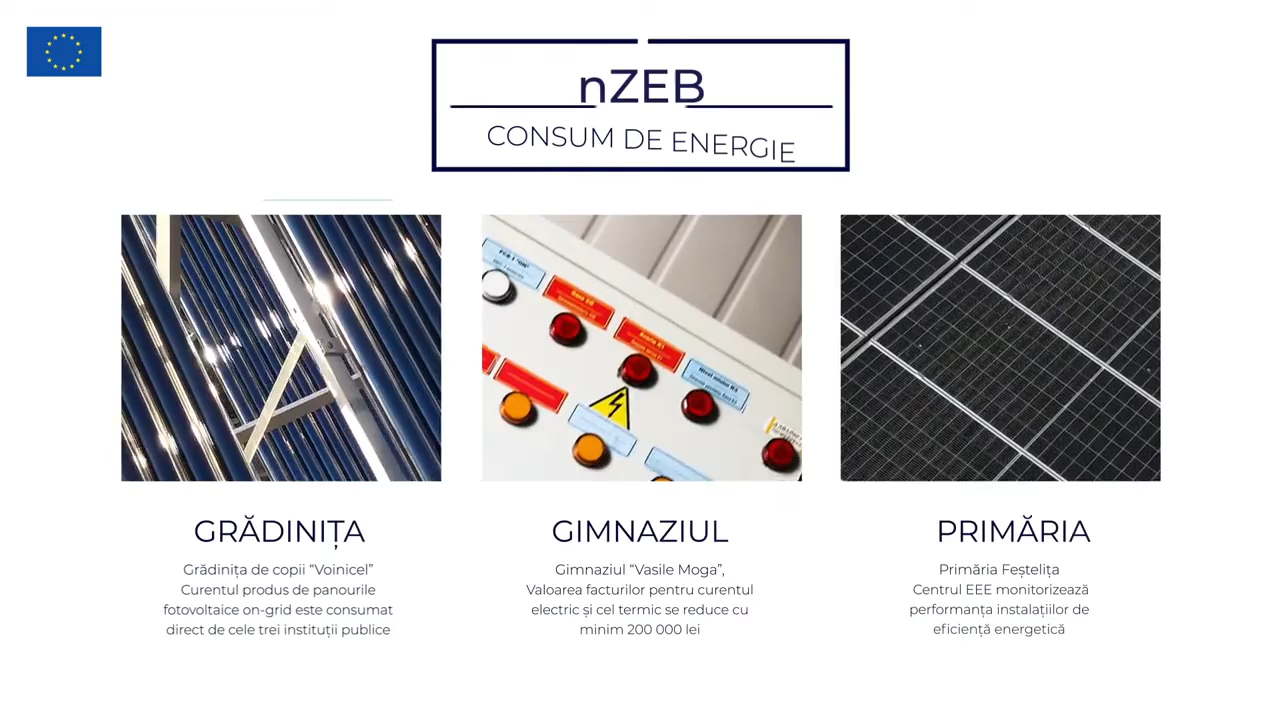 nZEB
CONSUM DE ENERGIE
GRĂDINIȚA
Grădinița de copii “Voinicel”
Curentul produs de panourile
fotovoltaice on-grid este consumat
direct de cele trei instituții publice
GIMNAZIUL
Gimnaziul “Vasile Moga”,
Valoarea facturilor pentru curentul
electric și cel termic se reduce cu
minim 200 000 lei
PRIMĂRIA
Primăria Feștelița
Centrul EEE monitorizează
performanța instalațiilor de
eficiență energetică